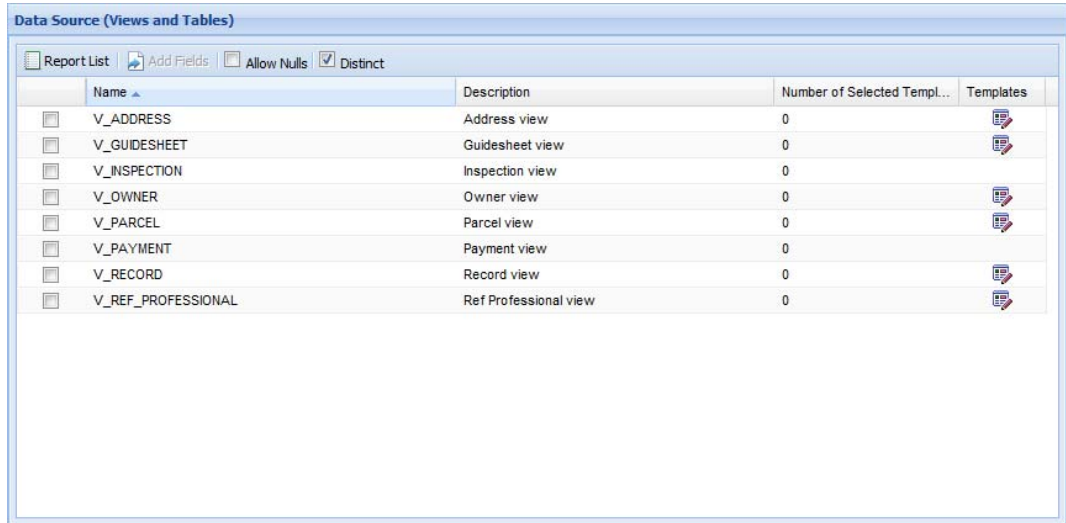 Data Source (Views and Tables)
Report List Add Fields Allow Nulls Distinct
Name Description Number of Selected Templ... Templates
V_ADDRESS Address view 0
V_GUIDESHEET Guidesheet view 0
V_INSPECTION Inspection view 0
V_OWNER Owner view 0
V_PARCEL Parcel view 0
V_PAYMENT Payment view 0
V_RECORD Record view 0
V_REF_PROFESSIONAL Ref Professional view 0